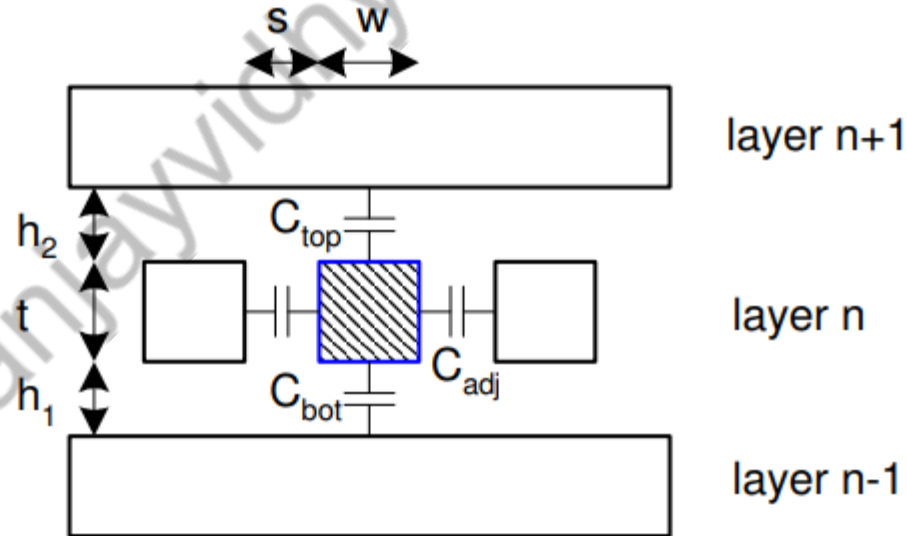 s w
layer n+1
h2
Ctop
t
layer n
Cadj
h1
Cbot
layer n-1